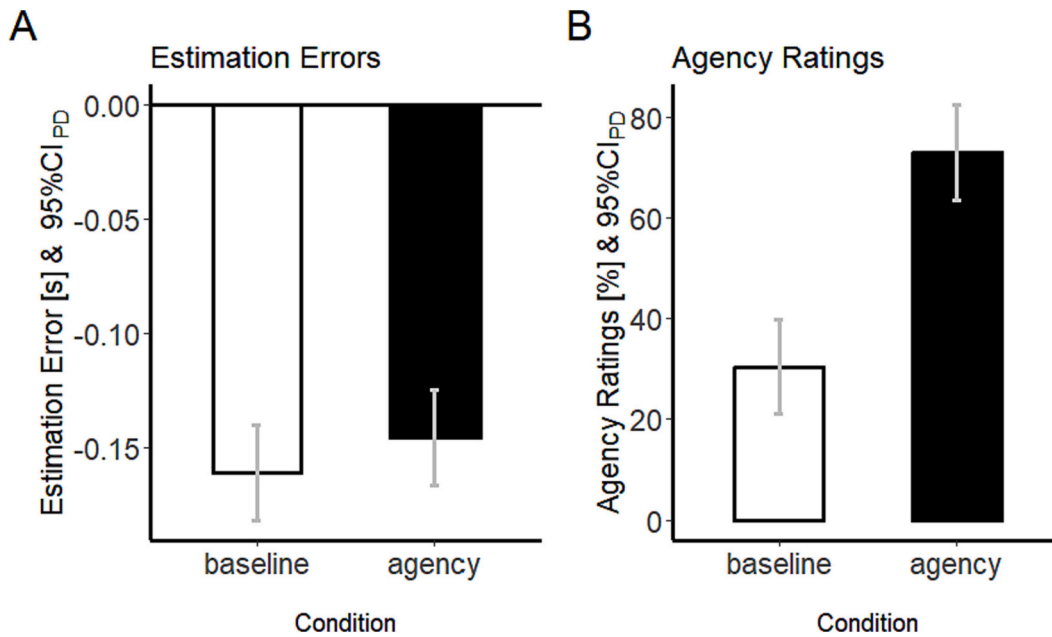 A
Estimation Errors
Estimation Error [s] & 95%CIPD
0.00
-0.05
-0.10
-0.15
baseline
agency
Condition
B
Agency Ratings
Agency Ratings [%] & 95%CIPD
80
60
40
20
0
baseline
agency
Condition